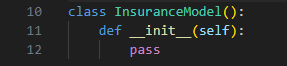 10 class InsuranceModel():
11     def __init__(self):
12         pass